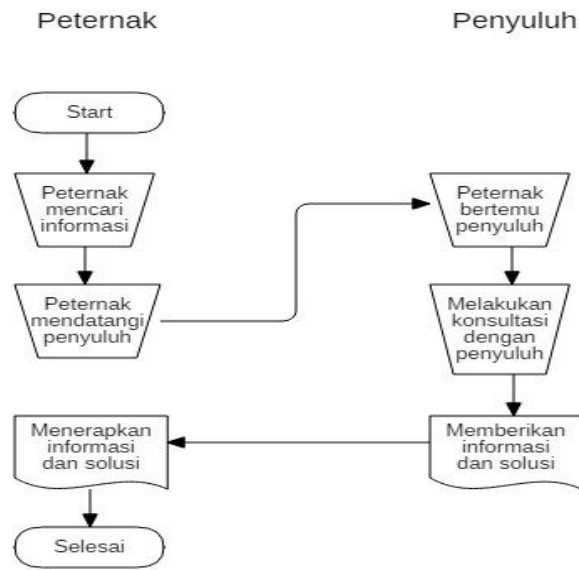 Peternak
Penyuluh
Start
Peternak
mencari
informasi
Peternak
mendatangi
penyuluh
Peternak
bertemu
penyuluh
Melakukan
konsultasi
dengan
penyuluh
Memberikan
informasi
dan solusi
Menerapkan
informasi
dan solusi
Selesai